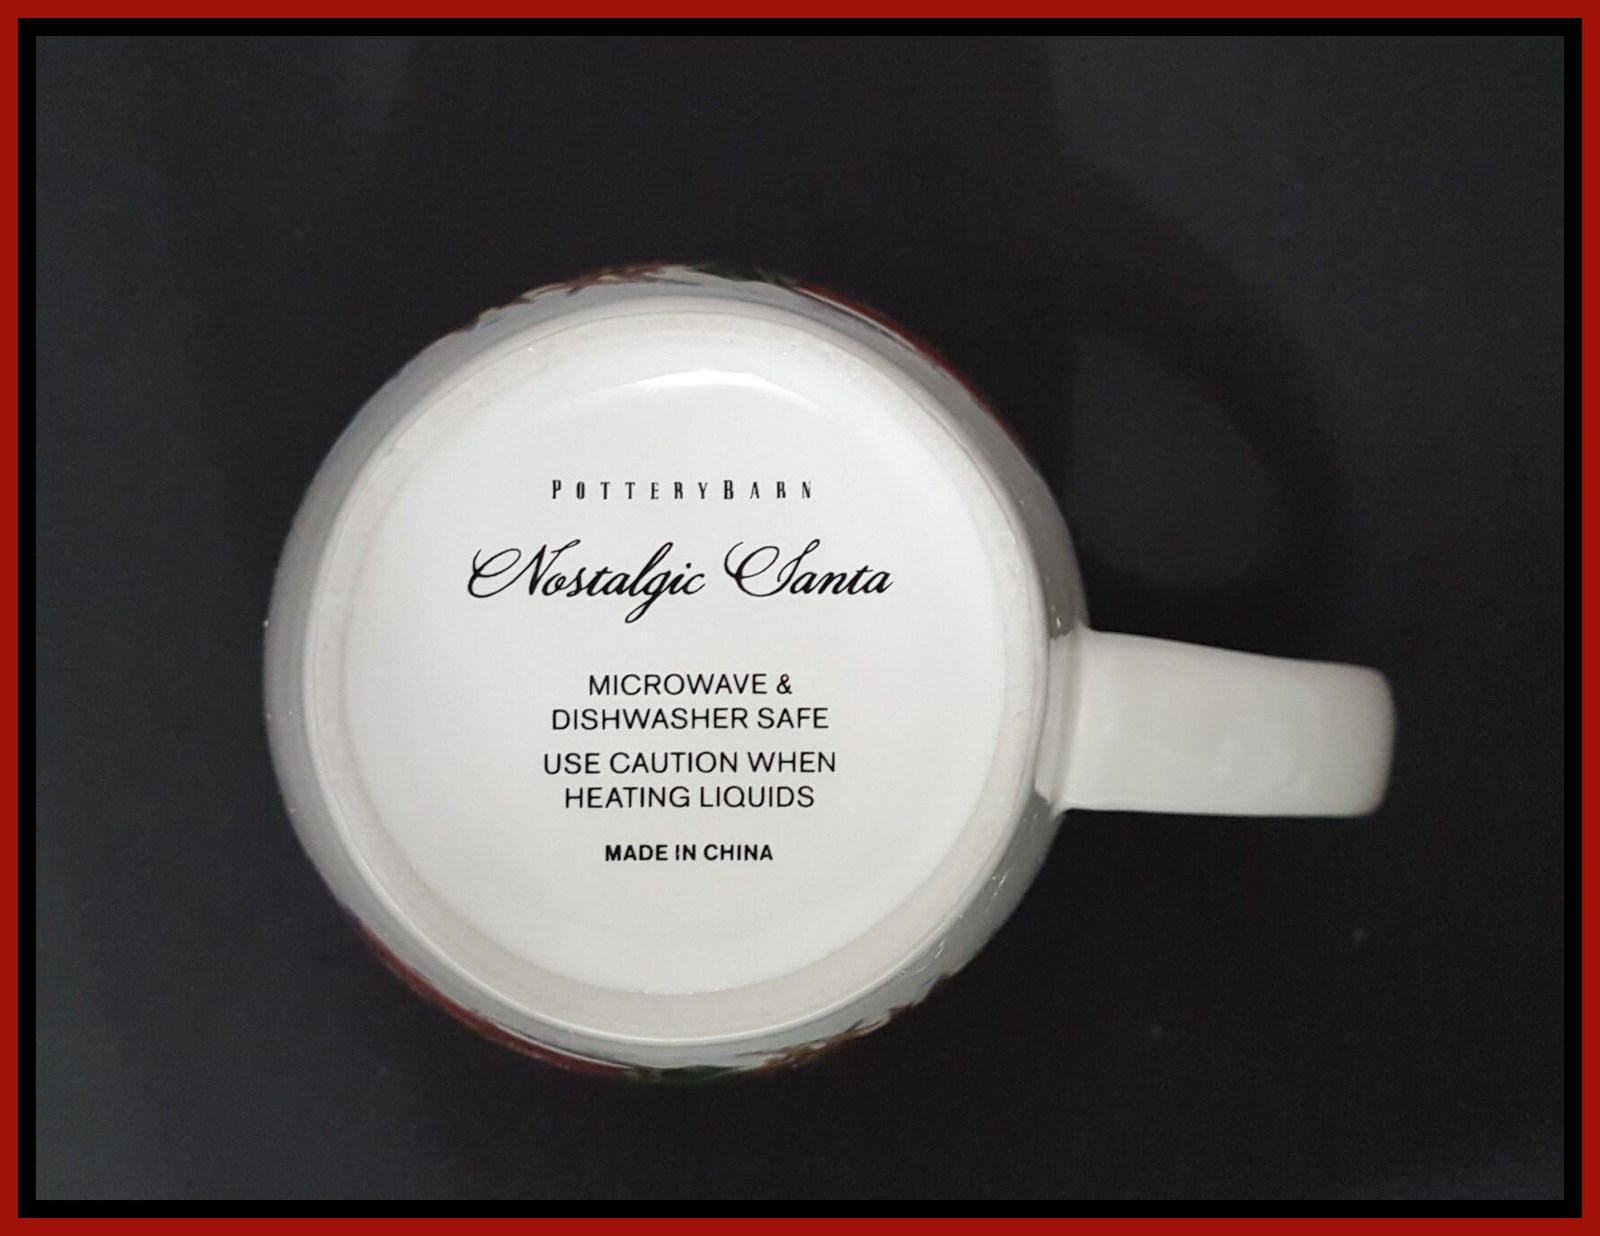 POTTERYBARN
Nostalgic Santa
MICROWAVE &
DISHWASHER SAFE
USE CAUTION WHEN
HEATING LIQUIDS
MADE IN CHINA